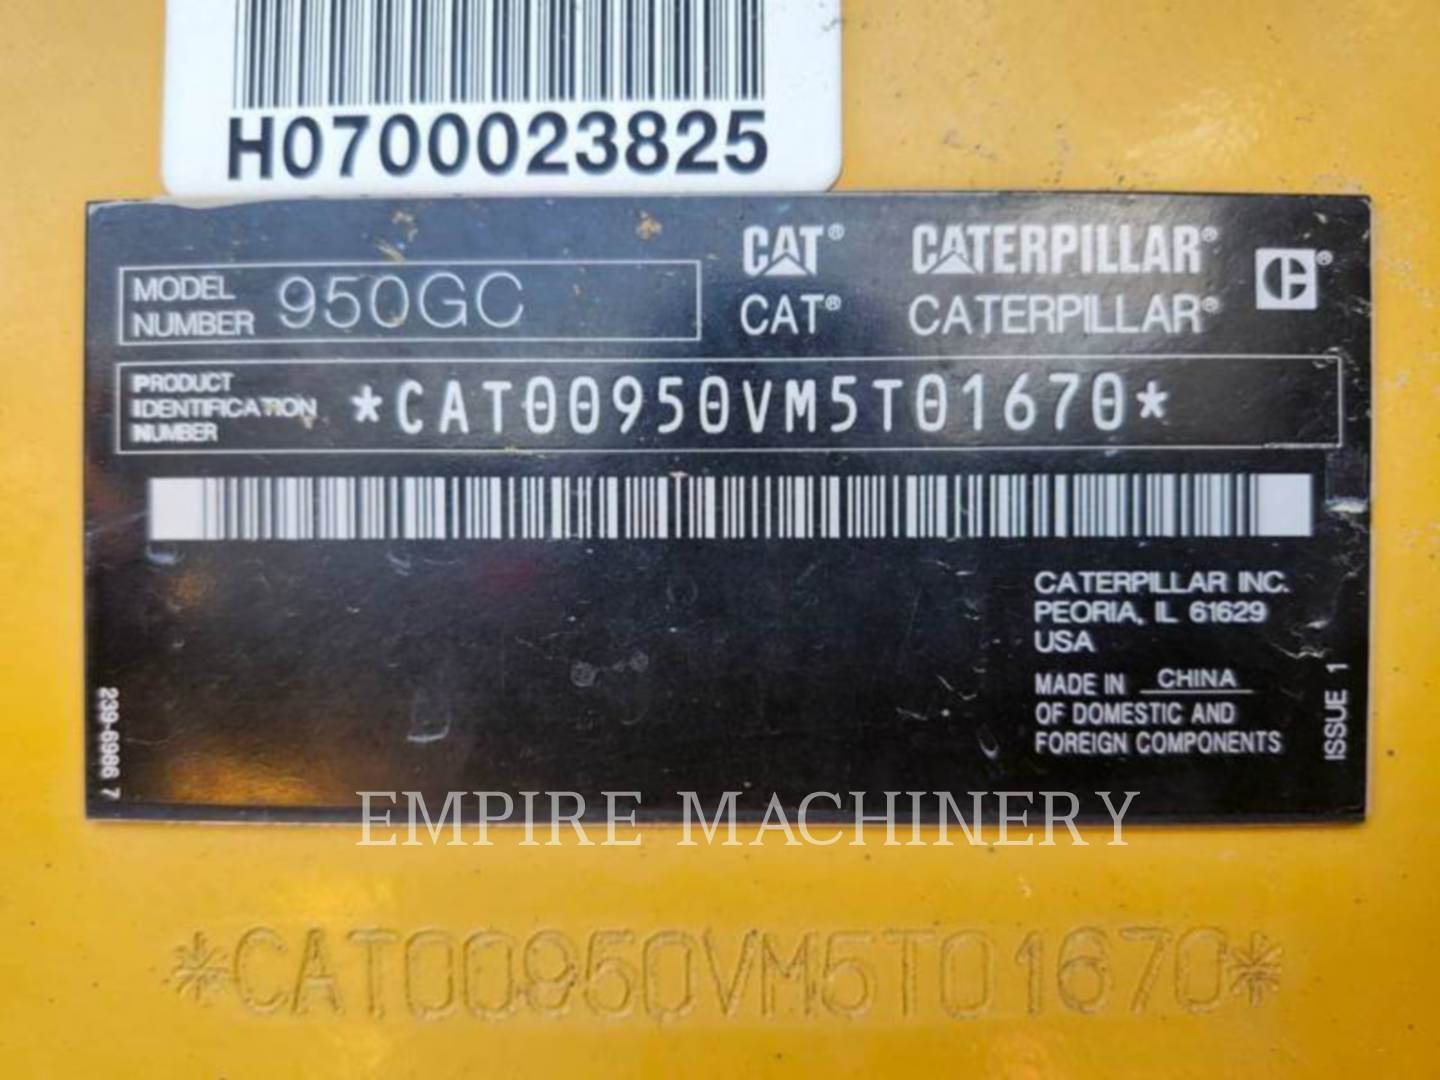 H0700023825
MODEL NUMBER 950GC
CAT® CATERPILLAR®
CAT® CATERPILLAR®
PRODUCT IDENTIFICATION NUMBER *CAT00950VM5T01670*
CATERPILLAR INC.
PEORIA, IL 61629
USA
MADE IN CHINA
OF DOMESTIC AND
FOREIGN COMPONENTS
ISSUE 1
239-6986 7
EMPIRE MACHINERY
*CAT00950VM5T01670*